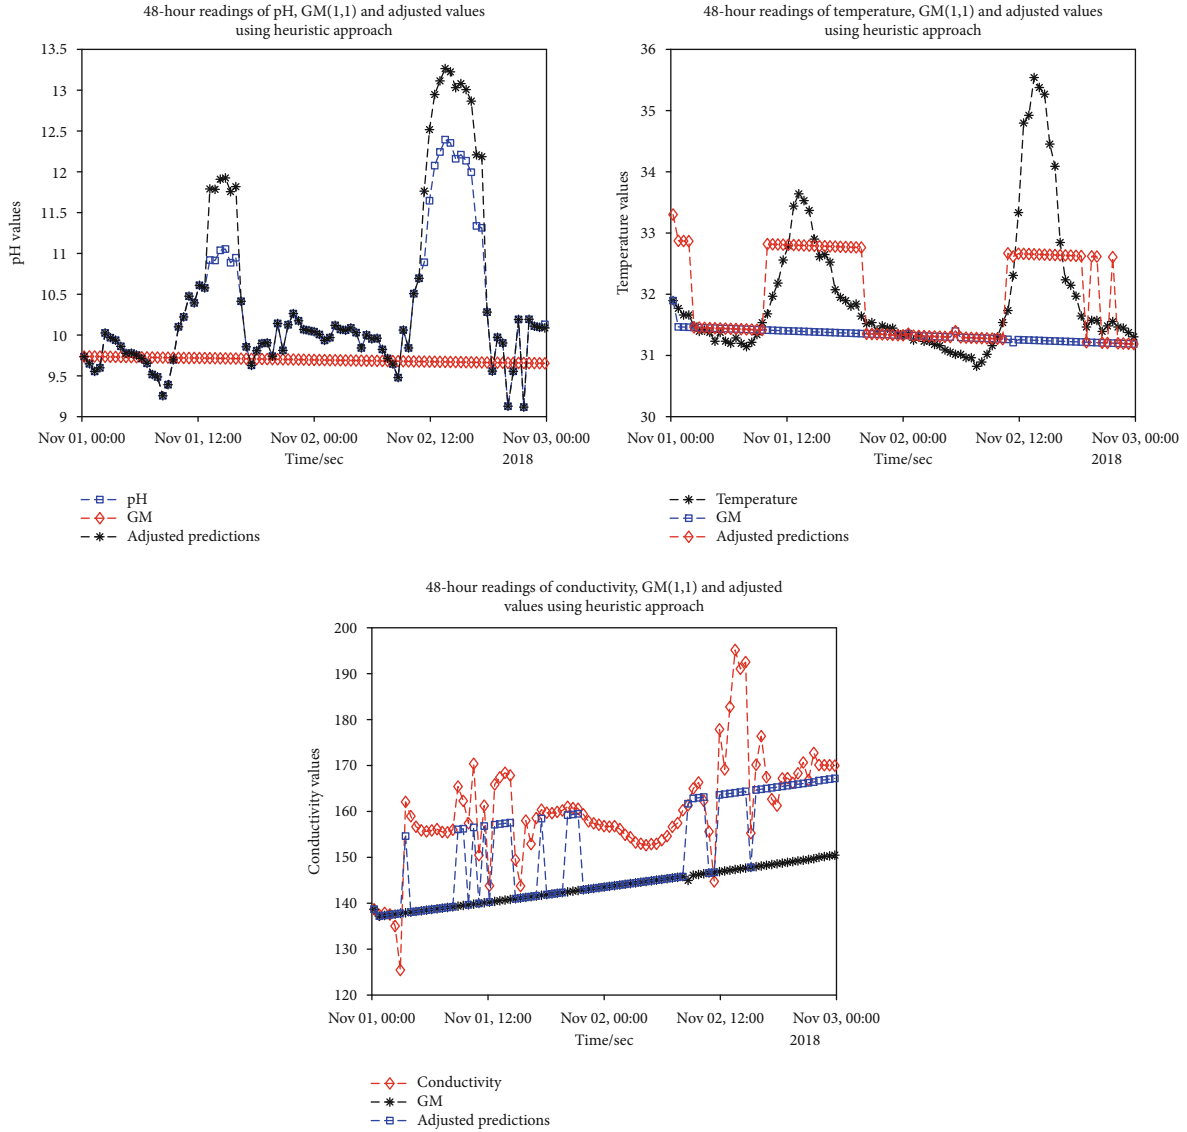 48-hour readings of pH, GM(1,1) and adjusted values
using heuristic approach
13.5
13
12.5
12
11.5
11
10.5
10
9.5
9
pH values
Nov 01, 00:00 Nov 01, 12:00 Nov 02, 00:00 Nov 02, 12:00 Nov 03, 00:00
Time/sec 2018
pH
GM
Adjusted predictions
48-hour readings of temperature, GM(1,1) and adjusted values
using heuristic approach
36
35
34
33
32
31
30
Temperature values
Nov 01, 00:00 Nov 01, 12:00 Nov 02, 00:00 Nov 02, 12:00 Nov 03, 00:00
Time/sec 2018
Temperature
GM
Adjusted predictions
48-hour readings of conductivity, GM(1,1) and adjusted
values using heuristic approach
200
190
180
170
160
150
140
130
120
Conductivity values
Nov 01, 00:00 Nov 01, 12:00 Nov 02, 00:00 Nov 02, 12:00 Nov 03, 00:00
Time/sec 2018
Conductivity
GM
Adjusted predictions